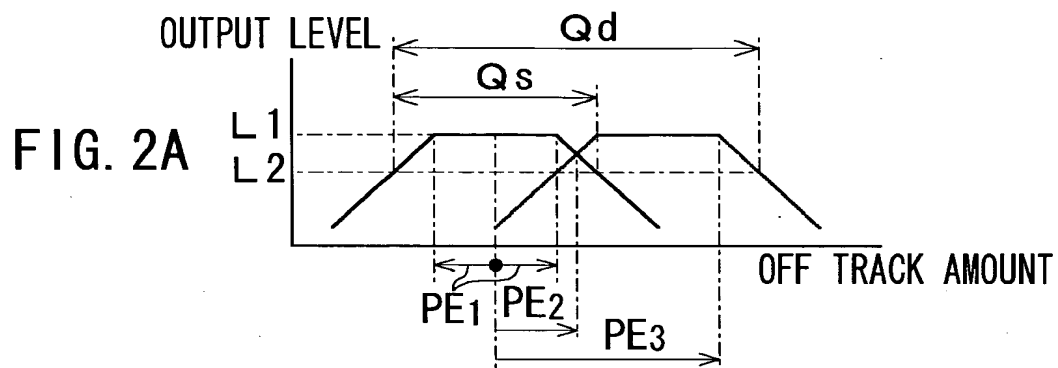 OUTPUT LEVEL
Qd
Qs
FIG. 2A
L1
L2
OFF TRACK AMOUNT
PE1
PE2
PE3